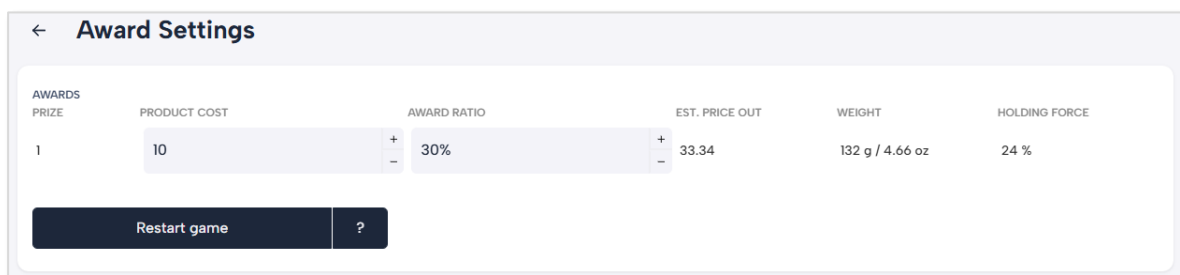 ← Award Settings
AWARDS
PRIZE PRODUCT COST AWARD RATIO EST. PRICE OUT WEIGHT HOLDING FORCE
1 10 + − 30% + − 33.34 132 g / 4.66 oz 24 %
Restart game ?